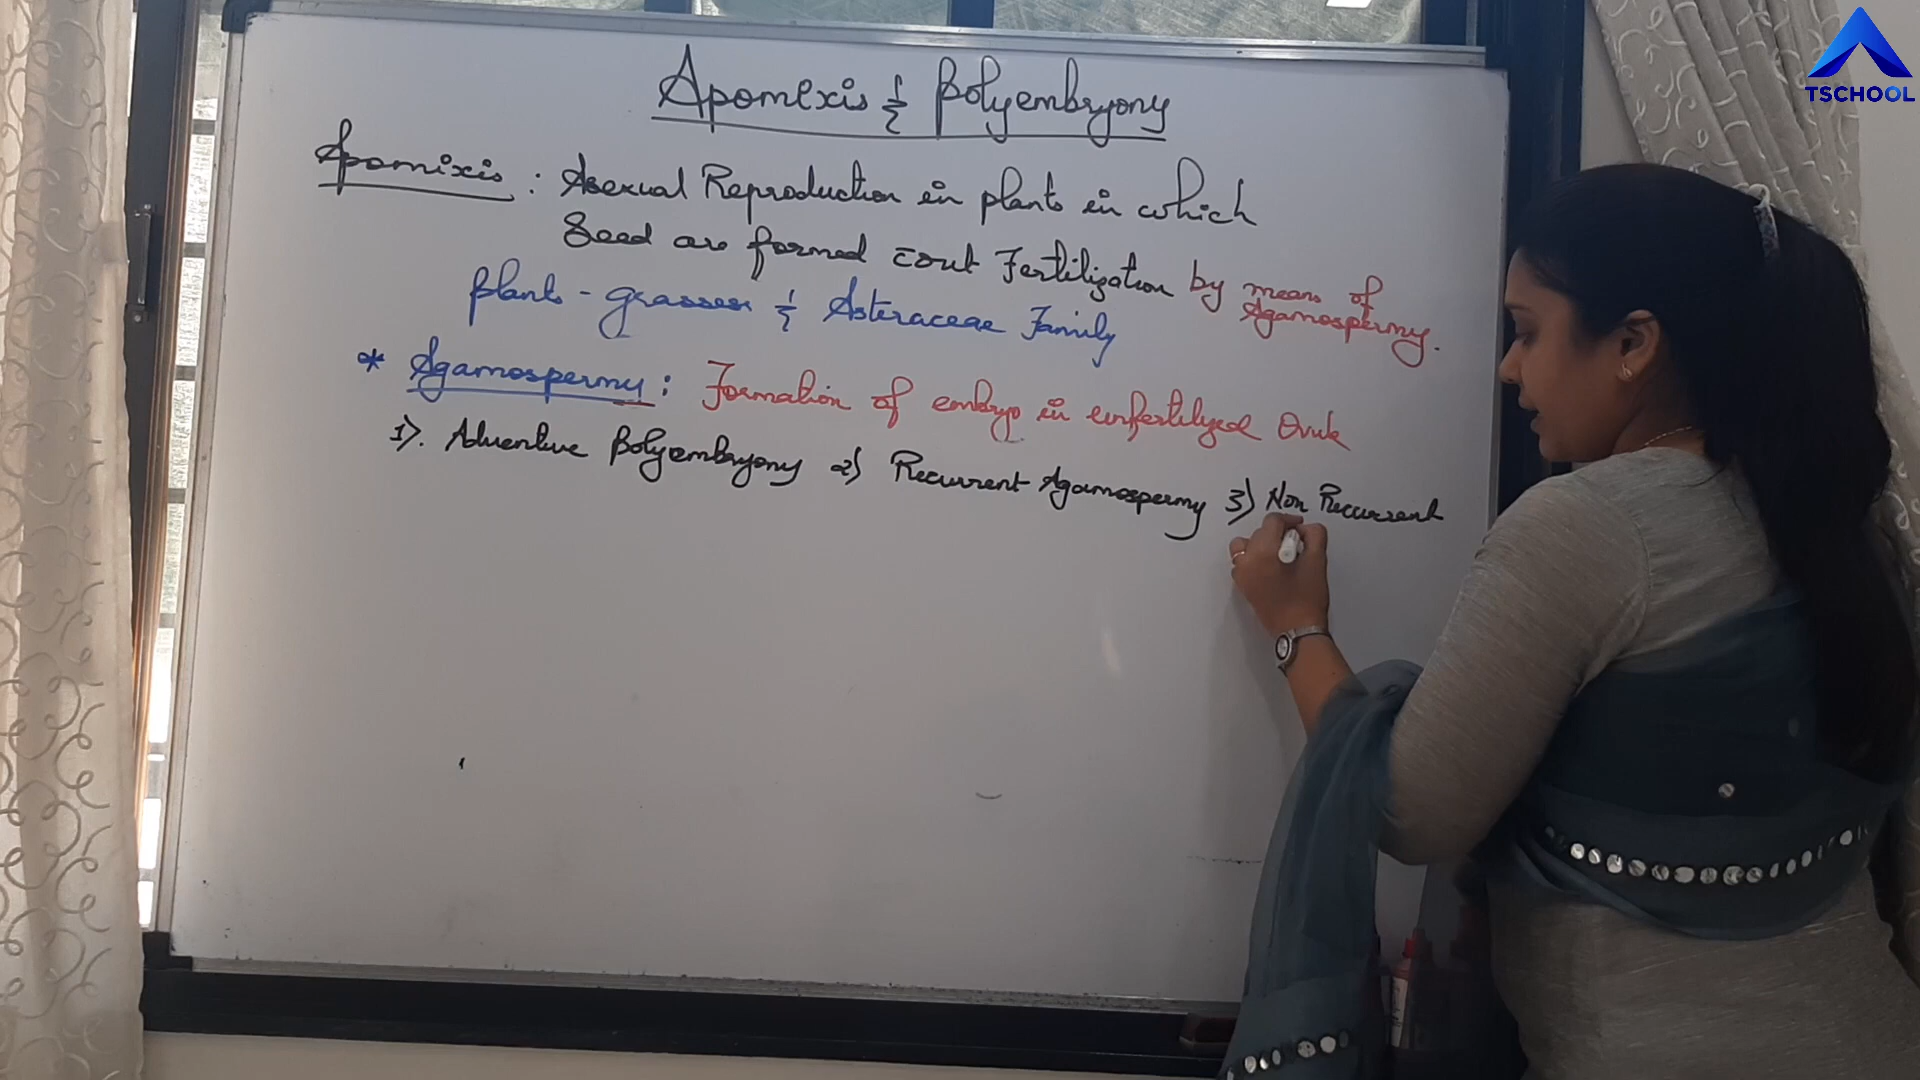 TSCHOOL
Apomixis & Polyembryony
Apomixis : Asexual Reproduction in plants in which
Seed are formed c̄out Fertilization by means of Agamospermy.
Plants - grasses & Asteraceae Family
* Agamospermy : Formation of embryo in unfertilized Ovule
1). Adventive Polyembryony 2) Recurrent Agamospermy 3) Non Recurrent